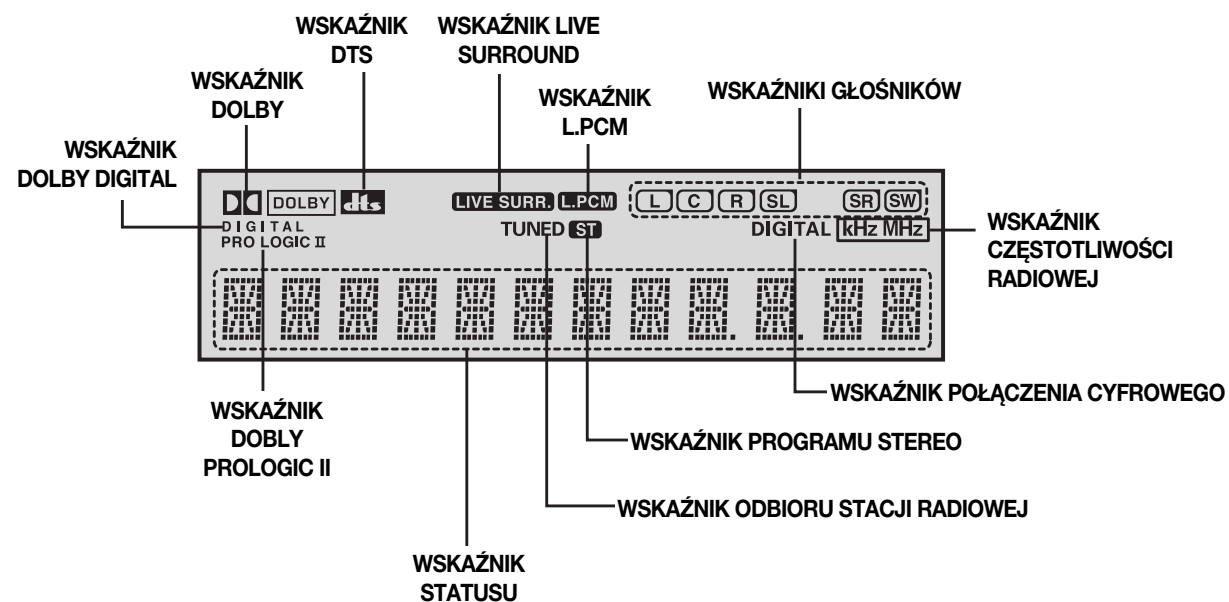 WSKAŹNIK
DTS
WSKAŹNIK LIVE
SURROUND
WSKAŹNIK
DOLBY
WSKAŹNIK
L.PCM
WSKAŹNIKI GŁOŚNIKÓW
WSKAŹNIK
DOLBY DIGITAL
DOLBY dts LIVE SURR. L.PCM L C R SL SR SW
DIGITAL TUNED ST DIGITAL kHz MHz
PRO LOGIC II
WSKAŹNIK
CZĘSTOTLIWOŚCI
RADIOWEJ
WSKAŹNIK POŁĄCZENIA CYFROWEGO
WSKAŹNIK
DOBLY
PROLOGIC II
WSKAŹNIK PROGRAMU STEREO
WSKAŹNIK ODBIORU STACJI RADIOWEJ
WSKAŹNIK
STATUSU